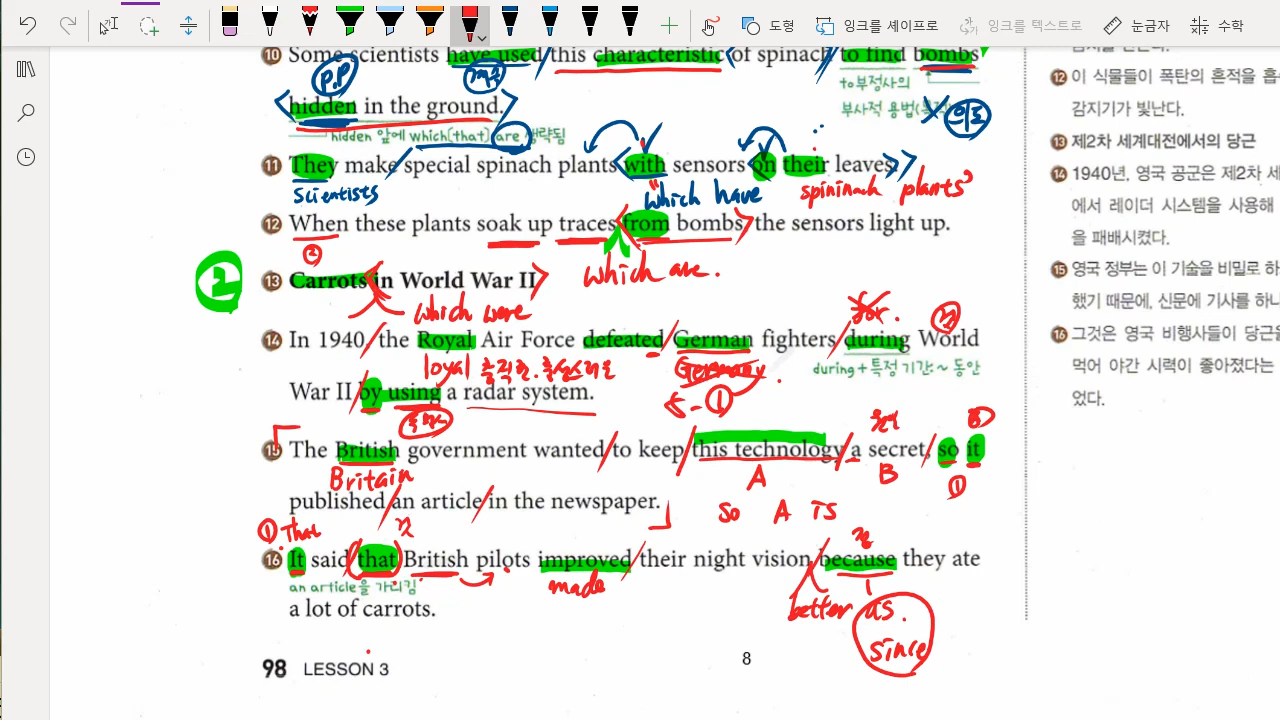 도형 잉크를 셰이프로 잉크를 텍스트로 눈금자 수학
⑩ Some scientists have used this characteristic of spinach to find bombs
p.p
to부정사의
부사적 용법
hidden in the ground.
hidden 앞에 which(that) are 생략됨
⑪ They make special spinach plants with sensors on their leaves
Scientists
which have
spininach plants'
⑫ When these plants soak up traces from bombs, the sensors light up.
②
which are.
2
⑬ Carrots in World War II
which were
for.
⑭ In 1940, the Royal Air Force defeated German fighters during World
loyal
Germany
during + 특정 기간: ~ 동안
War II by using a radar system.
⑮ The British government wanted to keep this technology a secret, so it
Britain
A
B
①
published an article in the newspaper.
so A is
① That
⑯ It said that British pilots improved their night vision because they ate
an article을 가리킴
made
better as.
a lot of carrots.
since
98 LESSON 3
8
⑫ 이 식물들이 폭탄의 흔적을 흡
감지기가 빛난다.
⑬ 제2차 세계대전에서의 당근
⑭ 1940년, 영국 공군은 제2차 세
에서 레이더 시스템을 사용해
을 패배시켰다.
⑮ 영국 정부는 이 기술을 비밀로 하
했기 때문에, 신문에 기사를 하나
⑯ 그것은 영국 비행사들이 당근을
먹어 야간 시력이 좋아졌다는
었다.